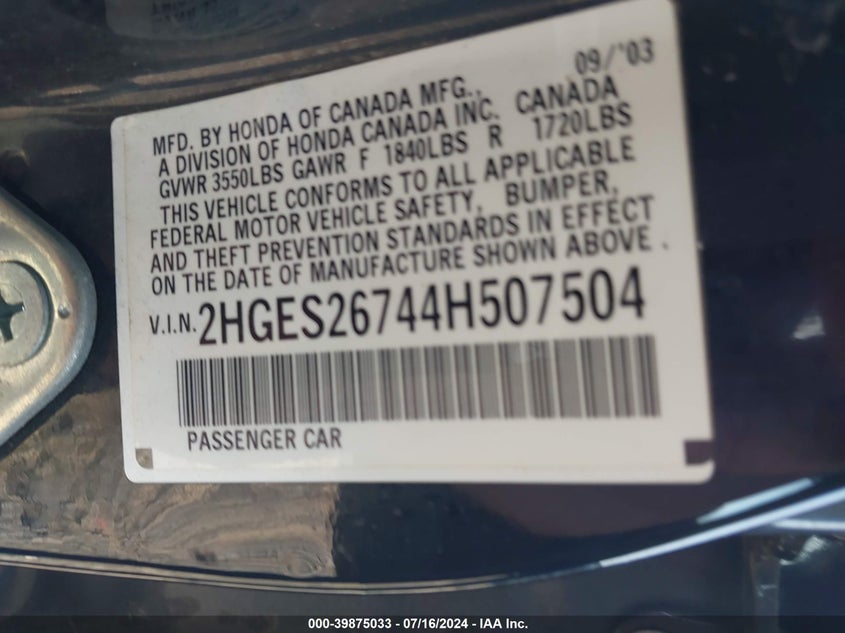 09/'03
MFD. BY HONDA OF CANADA MFG.,
A DIVISION OF HONDA CANADA INC. CANADA
GVWR 3550LBS GAWR F 1840LBS R 1720LBS
THIS VEHICLE CONFORMS TO ALL APPLICABLE
FEDERAL MOTOR VEHICLE SAFETY, BUMPER,
AND THEFT PREVENTION STANDARDS IN EFFECT
ON THE DATE OF MANUFACTURE SHOWN ABOVE.
V.I.N. 2HGES26744H507504
PASSENGER CAR
000-39875033 - 07/16/2024 - IAA Inc.